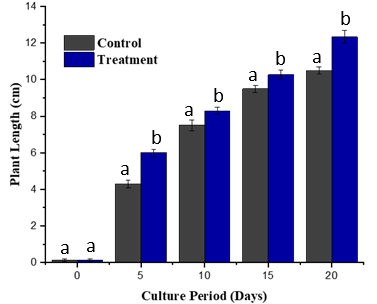 14
12
10
8
6
4
2
0
Plant Length (cm)
Control
Treatment
a a
a b
a b
a b
a b
0 5 10 15 20
Culture Period (Days)